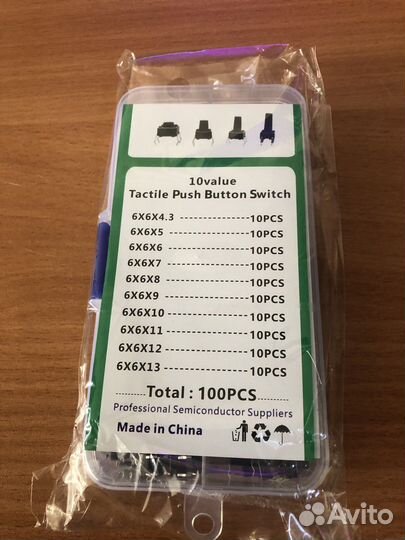 10value
Tactile Push Button Switch
6X6X4.3 ---------------- 10PCS
6X6X5 ---------------- 10PCS
6X6X6 ---------------- 10PCS
6X6X7 ---------------- 10PCS
6X6X8 ---------------- 10PCS
6X6X9 ---------------- 10PCS
6X6X10 ---------------- 10PCS
6X6X11 ---------------- 10PCS
6X6X12 ---------------- 10PCS
6X6X13 ---------------- 10PCS
Total : 100PCS
Professional Semiconductor Suppliers
Made in China
Avito